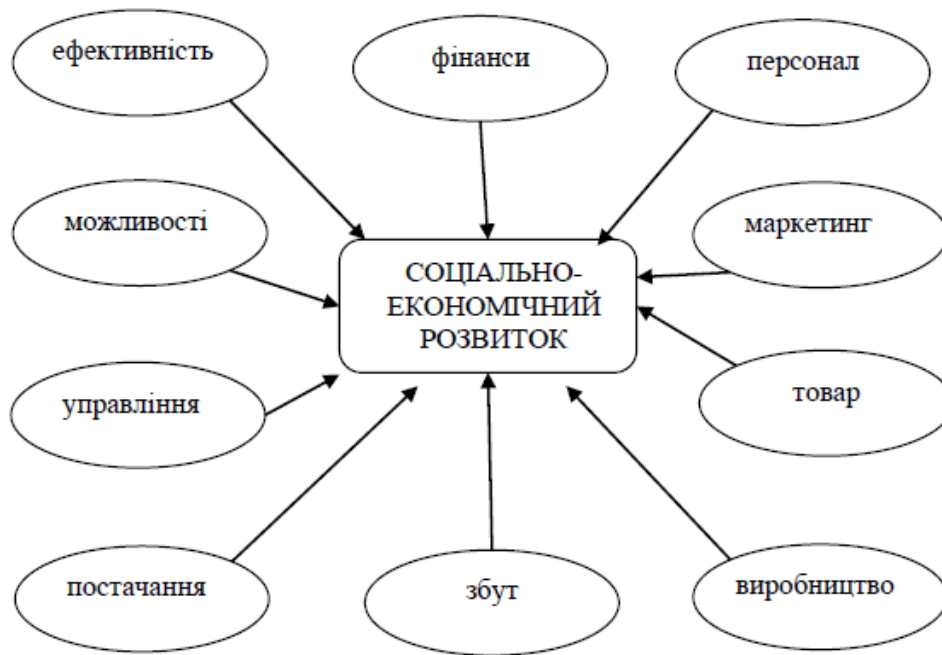 ефективність
фінанси
персонал
можливості
маркетинг
СОЦІАЛЬНО-
ЕКОНОМІЧНИЙ
РОЗВИТОК
управління
товар
постачання
збут
виробництво